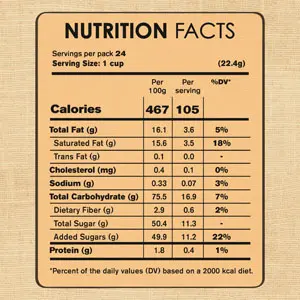 NUTRITION FACTS
Servings per pack 24
Serving Size: 1 cup (22.4g)
Per 100g Per serving %DV*
Calories 467 105
Total Fat (g) 16.1 3.6 5%
Saturated Fat (g) 15.6 3.5 18%
Trans Fat (g) 0.1 0.0 -
Cholesterol (mg) 0.4 0.1 0%
Sodium (g) 0.33 0.07 3%
Total Carbohydrate (g) 75.5 16.9 7%
Dietary Fiber (g) 2.9 0.6 2%
Total Sugar (g) 50.4 11.3 -
Added Sugars (g) 49.9 11.2 22%
Protein (g) 1.8 0.4 1%
*Percent of the daily values (DV) based on a 2000 kcal diet.